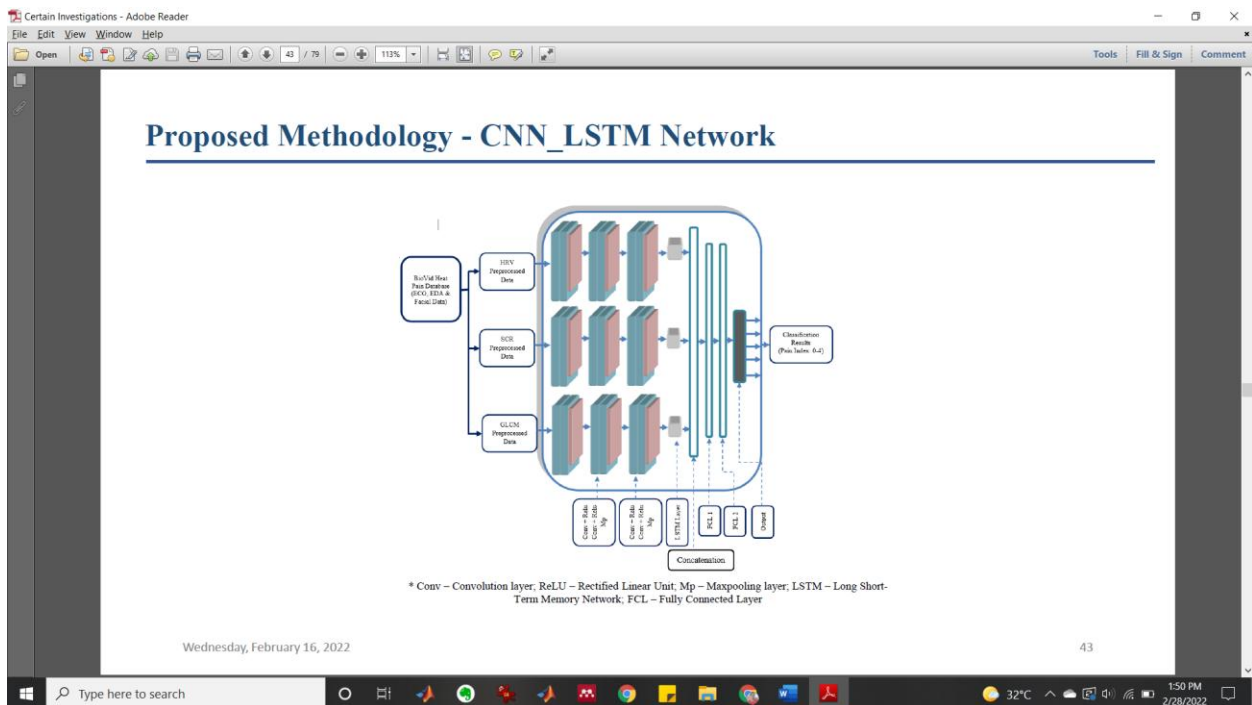 Certain Investigations - Adobe Reader
File Edit View Window Help
Open 43 / 79 113% Tools Fill & Sign Comment
Proposed Methodology - CNN_LSTM Network
BioVid Heat
Pain Database
(ECG, EDA &
Facial Data)
HRV
Preprocessed
Data
SCR
Preprocessed
Data
GLCM
Preprocessed
Data
Classification
Results
(Pain Index 0-4)
Conv – Relu
Conv – Relu
Mp
Conv – Relu
Conv – Relu
Mp
LSTM Layer
FCL 1
FCL 2
Output
Concatenation
* Conv – Convolution layer; ReLU – Rectified Linear Unit; Mp – Maxpooling layer; LSTM – Long Short-
Term Memory Network; FCL – Fully Connected Layer
Wednesday, February 16, 2022 43
Type here to search
32°C
1:50 PM
2/28/2022